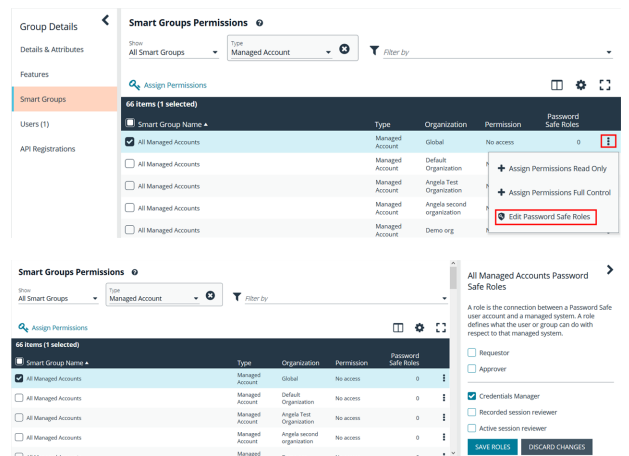 Group Details
Details & Attributes
Features
Smart Groups
Users (1)
API Registrations
Smart Groups Permissions
Show
All Smart Groups
Type
Managed Account
Filter by
Assign Permissions
66 items (1 selected)
Smart Group Name Type Organization Permission Password Safe Roles
All Managed Accounts Managed Account Global No access 0
All Managed Accounts Managed Account Default Organization
All Managed Accounts Managed Account Angela Test Organization
All Managed Accounts Managed Account Angela second organization
All Managed Accounts Managed Account Demo org
Assign Permissions Read Only
Assign Permissions Full Control
Edit Password Safe Roles
Smart Groups Permissions
Show
All Smart Groups
Type
Managed Account
Filter by
Assign Permissions
66 items (1 selected)
Smart Group Name Type Organization Permission Password Safe Roles
All Managed Accounts Managed Account Global No access 0
All Managed Accounts Managed Account Default Organization No access 0
All Managed Accounts Managed Account Angela Test Organization No access 0
All Managed Accounts Managed Account Angela second organization No access 0
Managed
All Managed Accounts Password
Safe Roles
A role is the connection between a Password Safe
user account and a managed system. A role
defines what the user or group can do with
respect to that managed system.
Requestor
Approver
Credentials Manager
Recorded session reviewer
Active session reviewer
SAVE ROLES DISCARD CHANGES